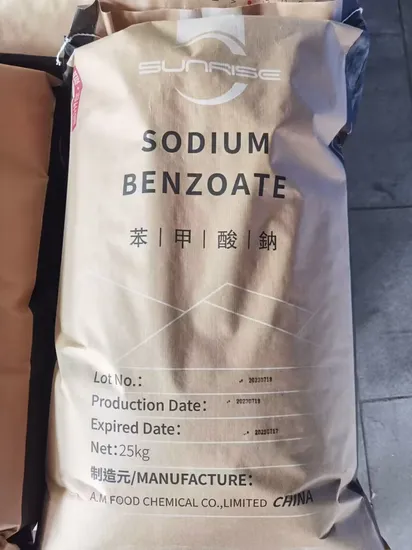 SUNRISE
SODIUM
BENZOATE
苯|甲|酸|鈉
Lot No.:
Production Date:
Expired Date:
Net:25kg
制造元/MANUFACTURE:
A.M FOOD CHEMICAL CO.,LIMITED CHINA